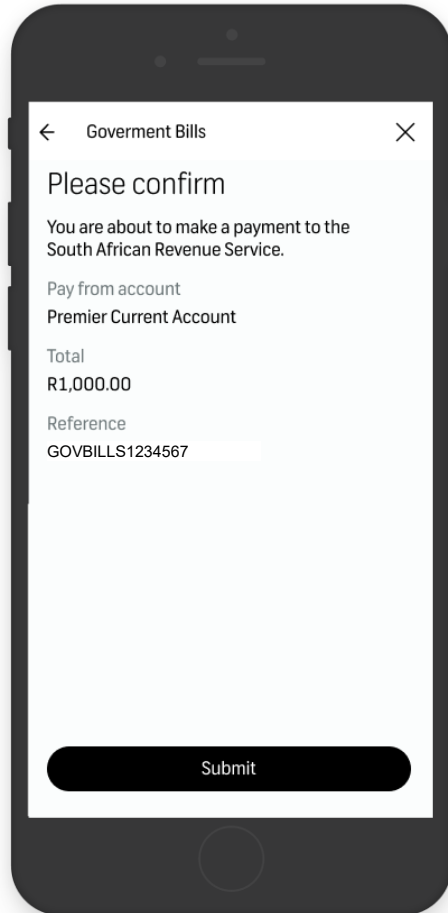 Goverment Bills
Please confirm
You are about to make a payment to the
South African Revenue Service.
Pay from account
Premier Current Account
Total
R1,000.00
Reference
GOVBILLS1234567
Submit